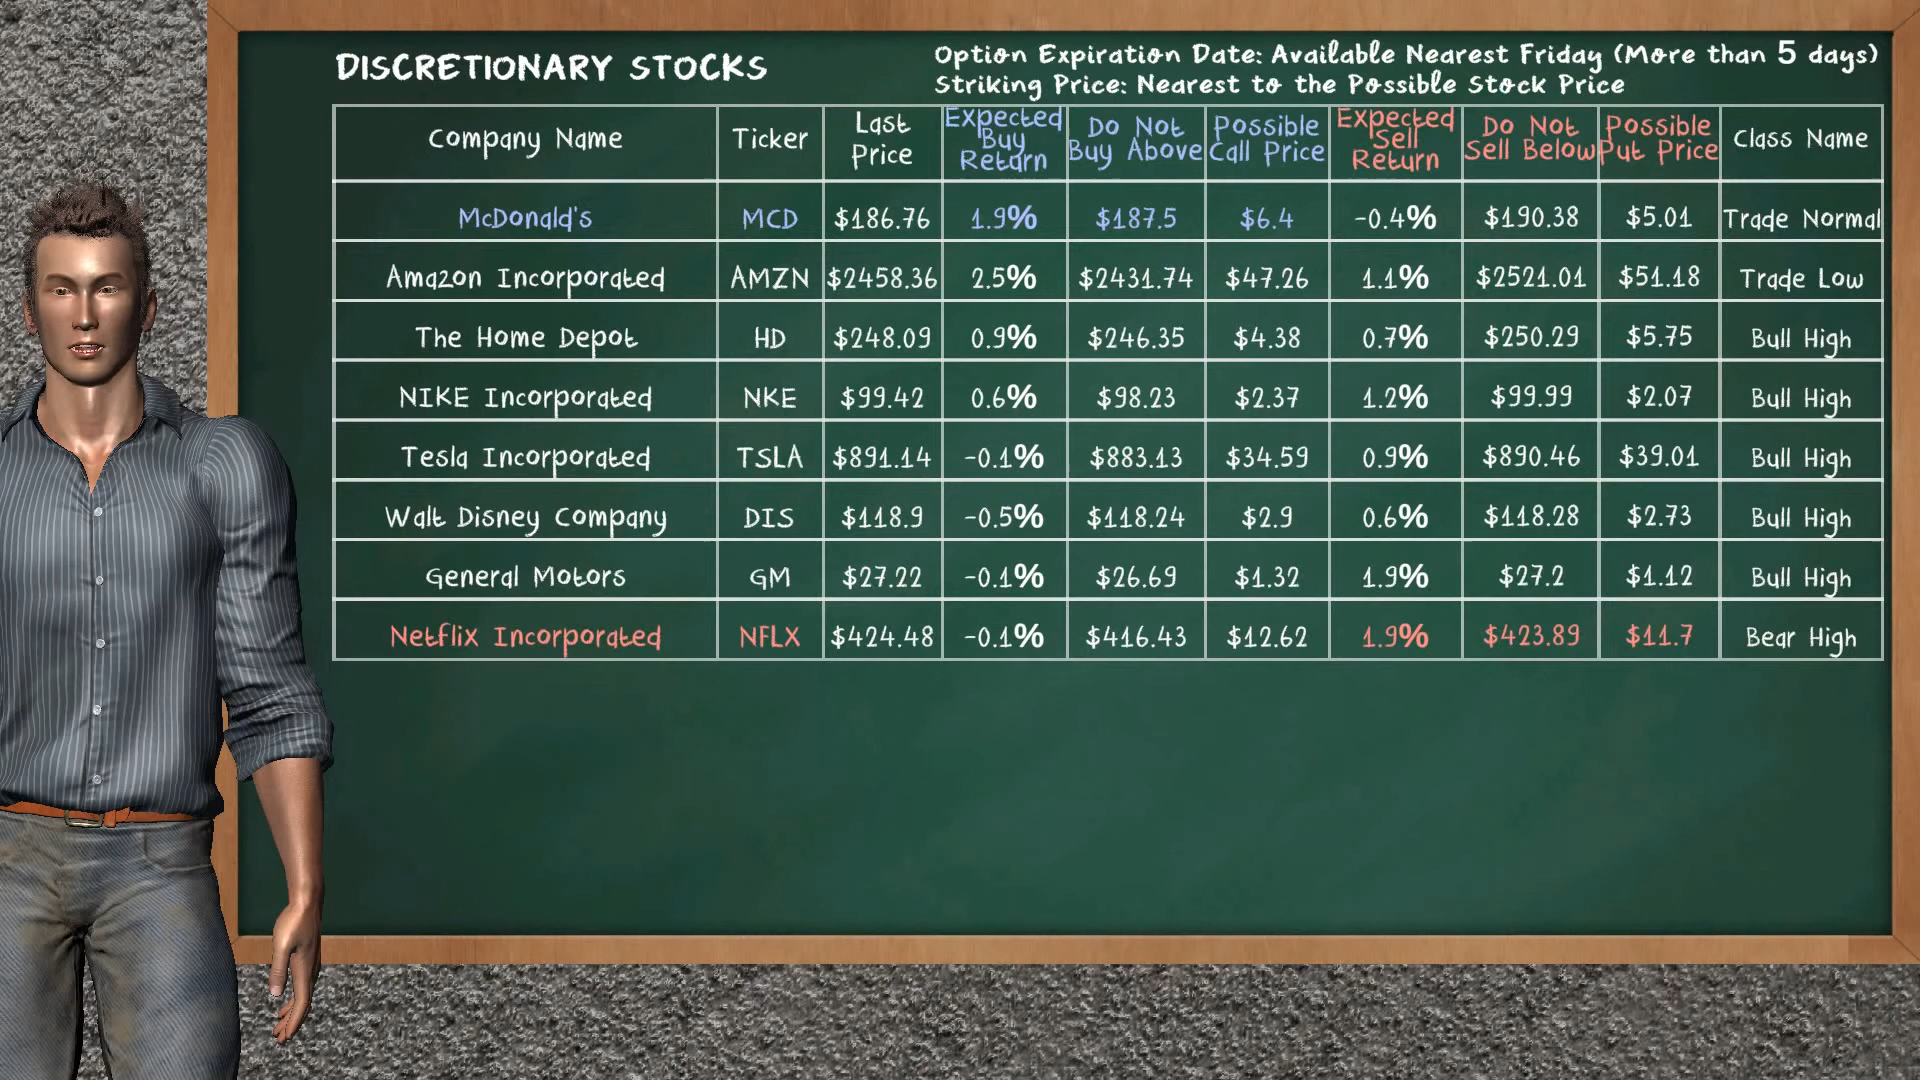 DISCRETIONARY STOCKS
Option Expiration Date: Available Nearest Friday (More than 5 days)
Striking Price: Nearest to the Possible Stock Price
Company Name Ticker Last Price Expected Buy Return Do Not Buy Above Possible Call Price Expected Sell Return Do Not Sell Below Possible Put Price Class Name
McDonald's MCD $186.76 1.9% $187.5 $6.4 -0.4% $190.38 $5.01 Trade Normal
Amazon Incorporated AMZN $2458.36 2.5% $2431.74 $47.26 1.1% $2521.01 $51.18 Trade Low
The Home Depot HD $248.09 0.9% $246.35 $4.38 0.7% $250.29 $5.75 Bull High
NIKE Incorporated NKE $99.42 0.6% $98.23 $2.37 1.2% $99.99 $2.07 Bull High
Tesla Incorporated TSLA $891.14 -0.1% $883.13 $34.59 0.9% $890.46 $39.01 Bull High
Walt Disney Company DIS $118.9 -0.5% $118.24 $2.9 0.6% $118.28 $2.73 Bull High
General Motors GM $27.22 -0.1% $26.69 $1.32 1.9% $27.2 $1.12 Bull High
Netflix Incorporated NFLX $424.48 -0.1% $416.43 $12.62 1.9% $423.89 $11.7 Bear High